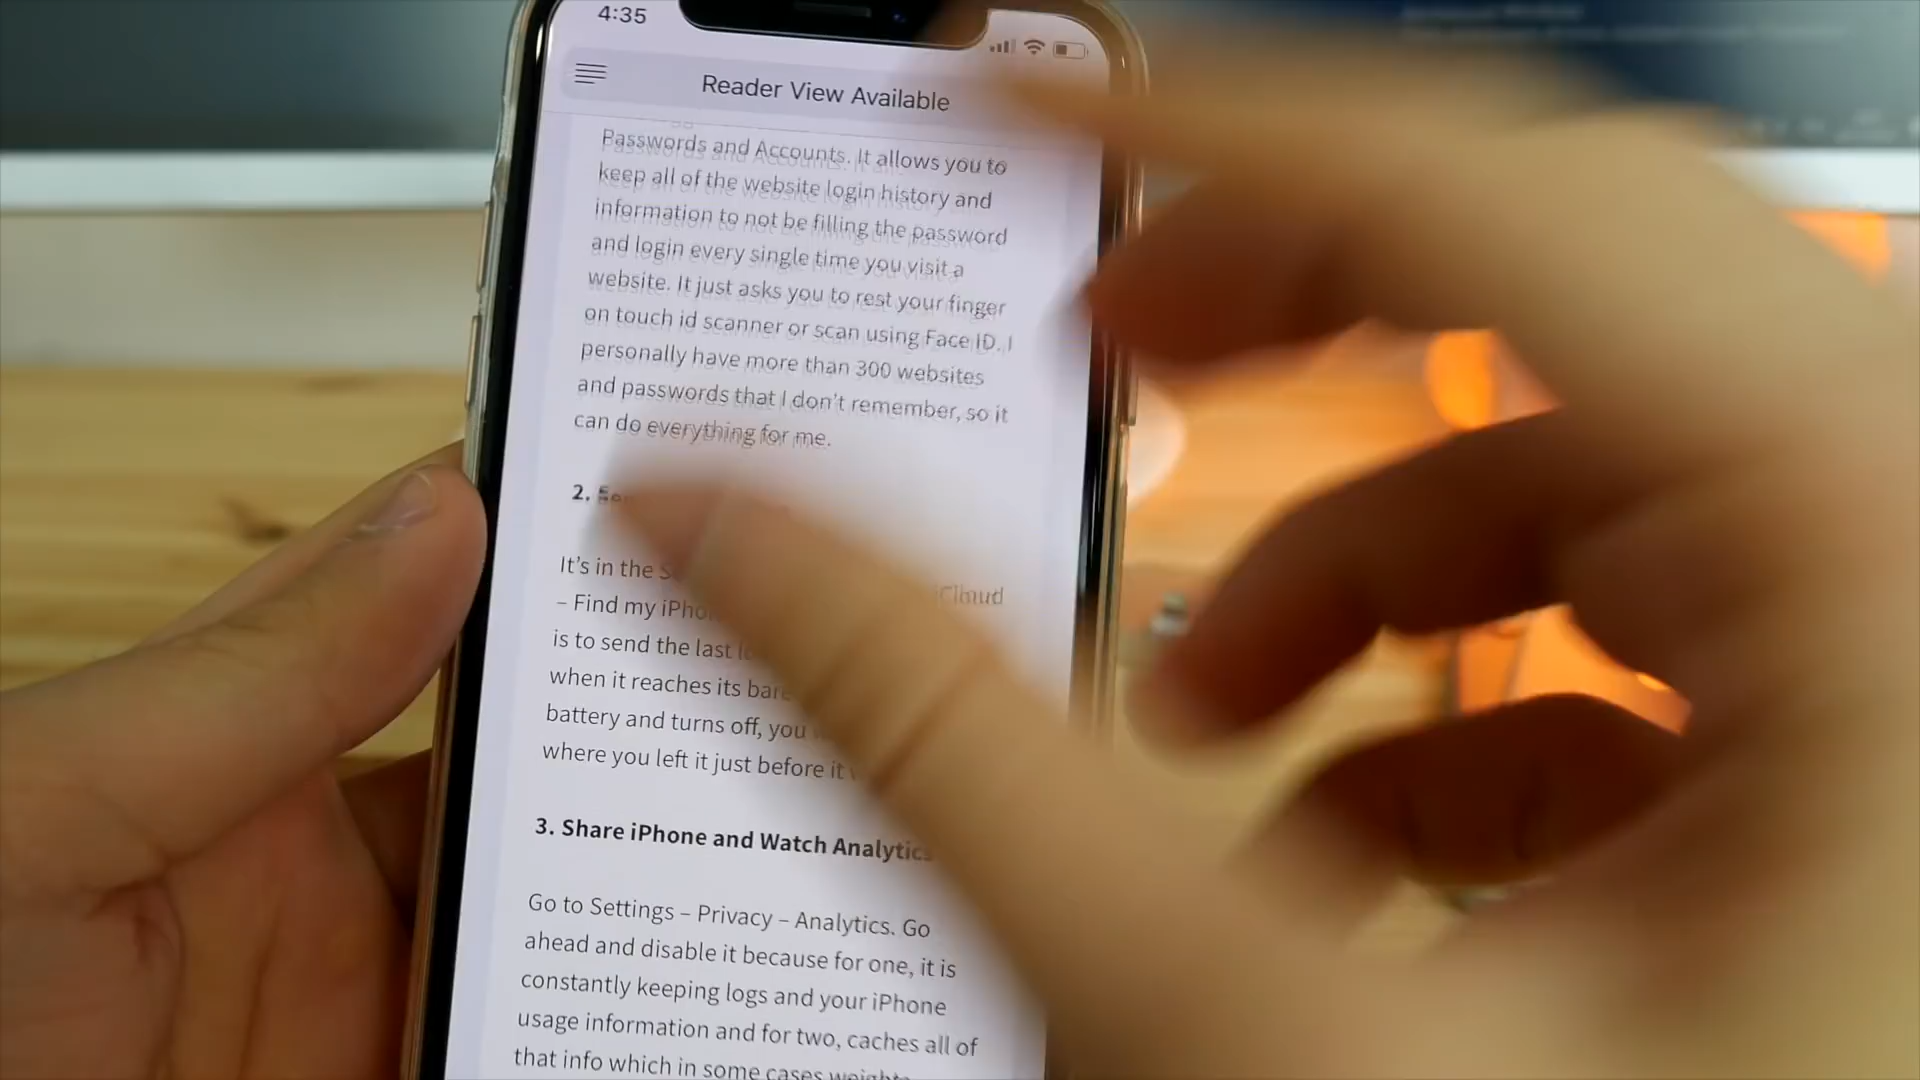 4:35
Reader View Available
Passwords and Accounts. It allows you to
keep all of the website login history and
information to not be filling the password
and login every single time you visit a
website. It just asks you to rest your finger
on touch id scanner or scan using Face ID. I
personally have more than 300 websites
and passwords that I don't remember, so it
can do everything for me.
2.
It's in the
iCloud
– Find my
is to send the last
when it reaches its
battery and turns off, you
where you left it just before it
3. Share iPhone and Watch Analytics
Go to Settings – Privacy – Analytics. Go
ahead and disable it because for one, it is
constantly keeping logs and your iPhone
usage information and for two, caches all of
that info which in some cases